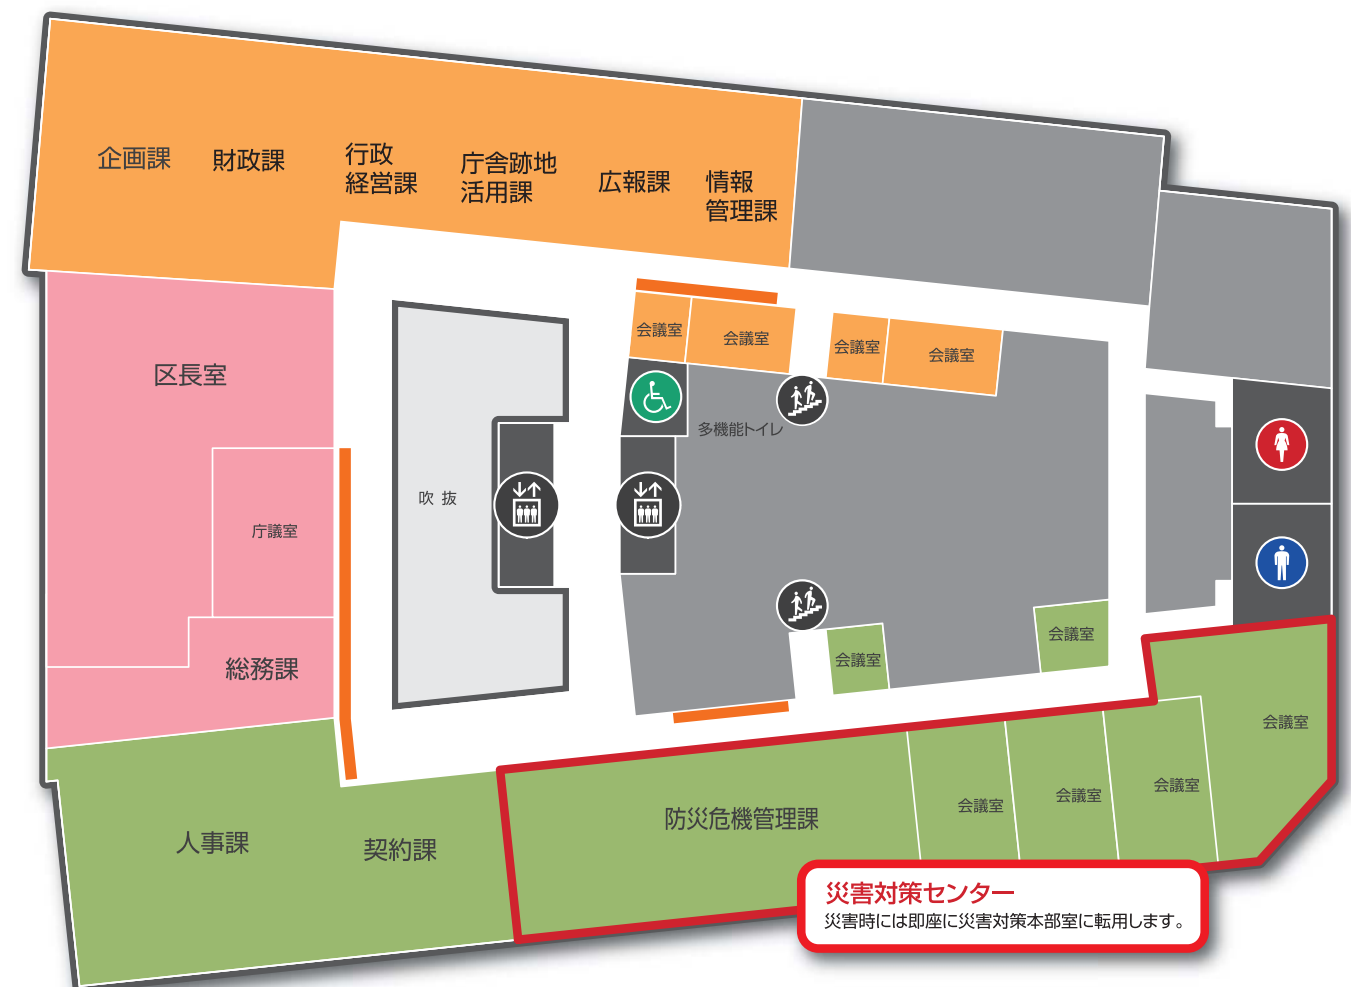 企画課
財政課
行政
経営課
庁舎跡地
活用課
広報課
情報
管理課
会議室
会議室
会議室
会議室
区長室
多機能トイレ
吹 抜
庁議室
総務課
会議室
会議室
会議室
会議室
会議室
会議室
防災危機管理課
人事課
契約課
災害対策センター
災害時には即座に災害対策本部室に転用します。